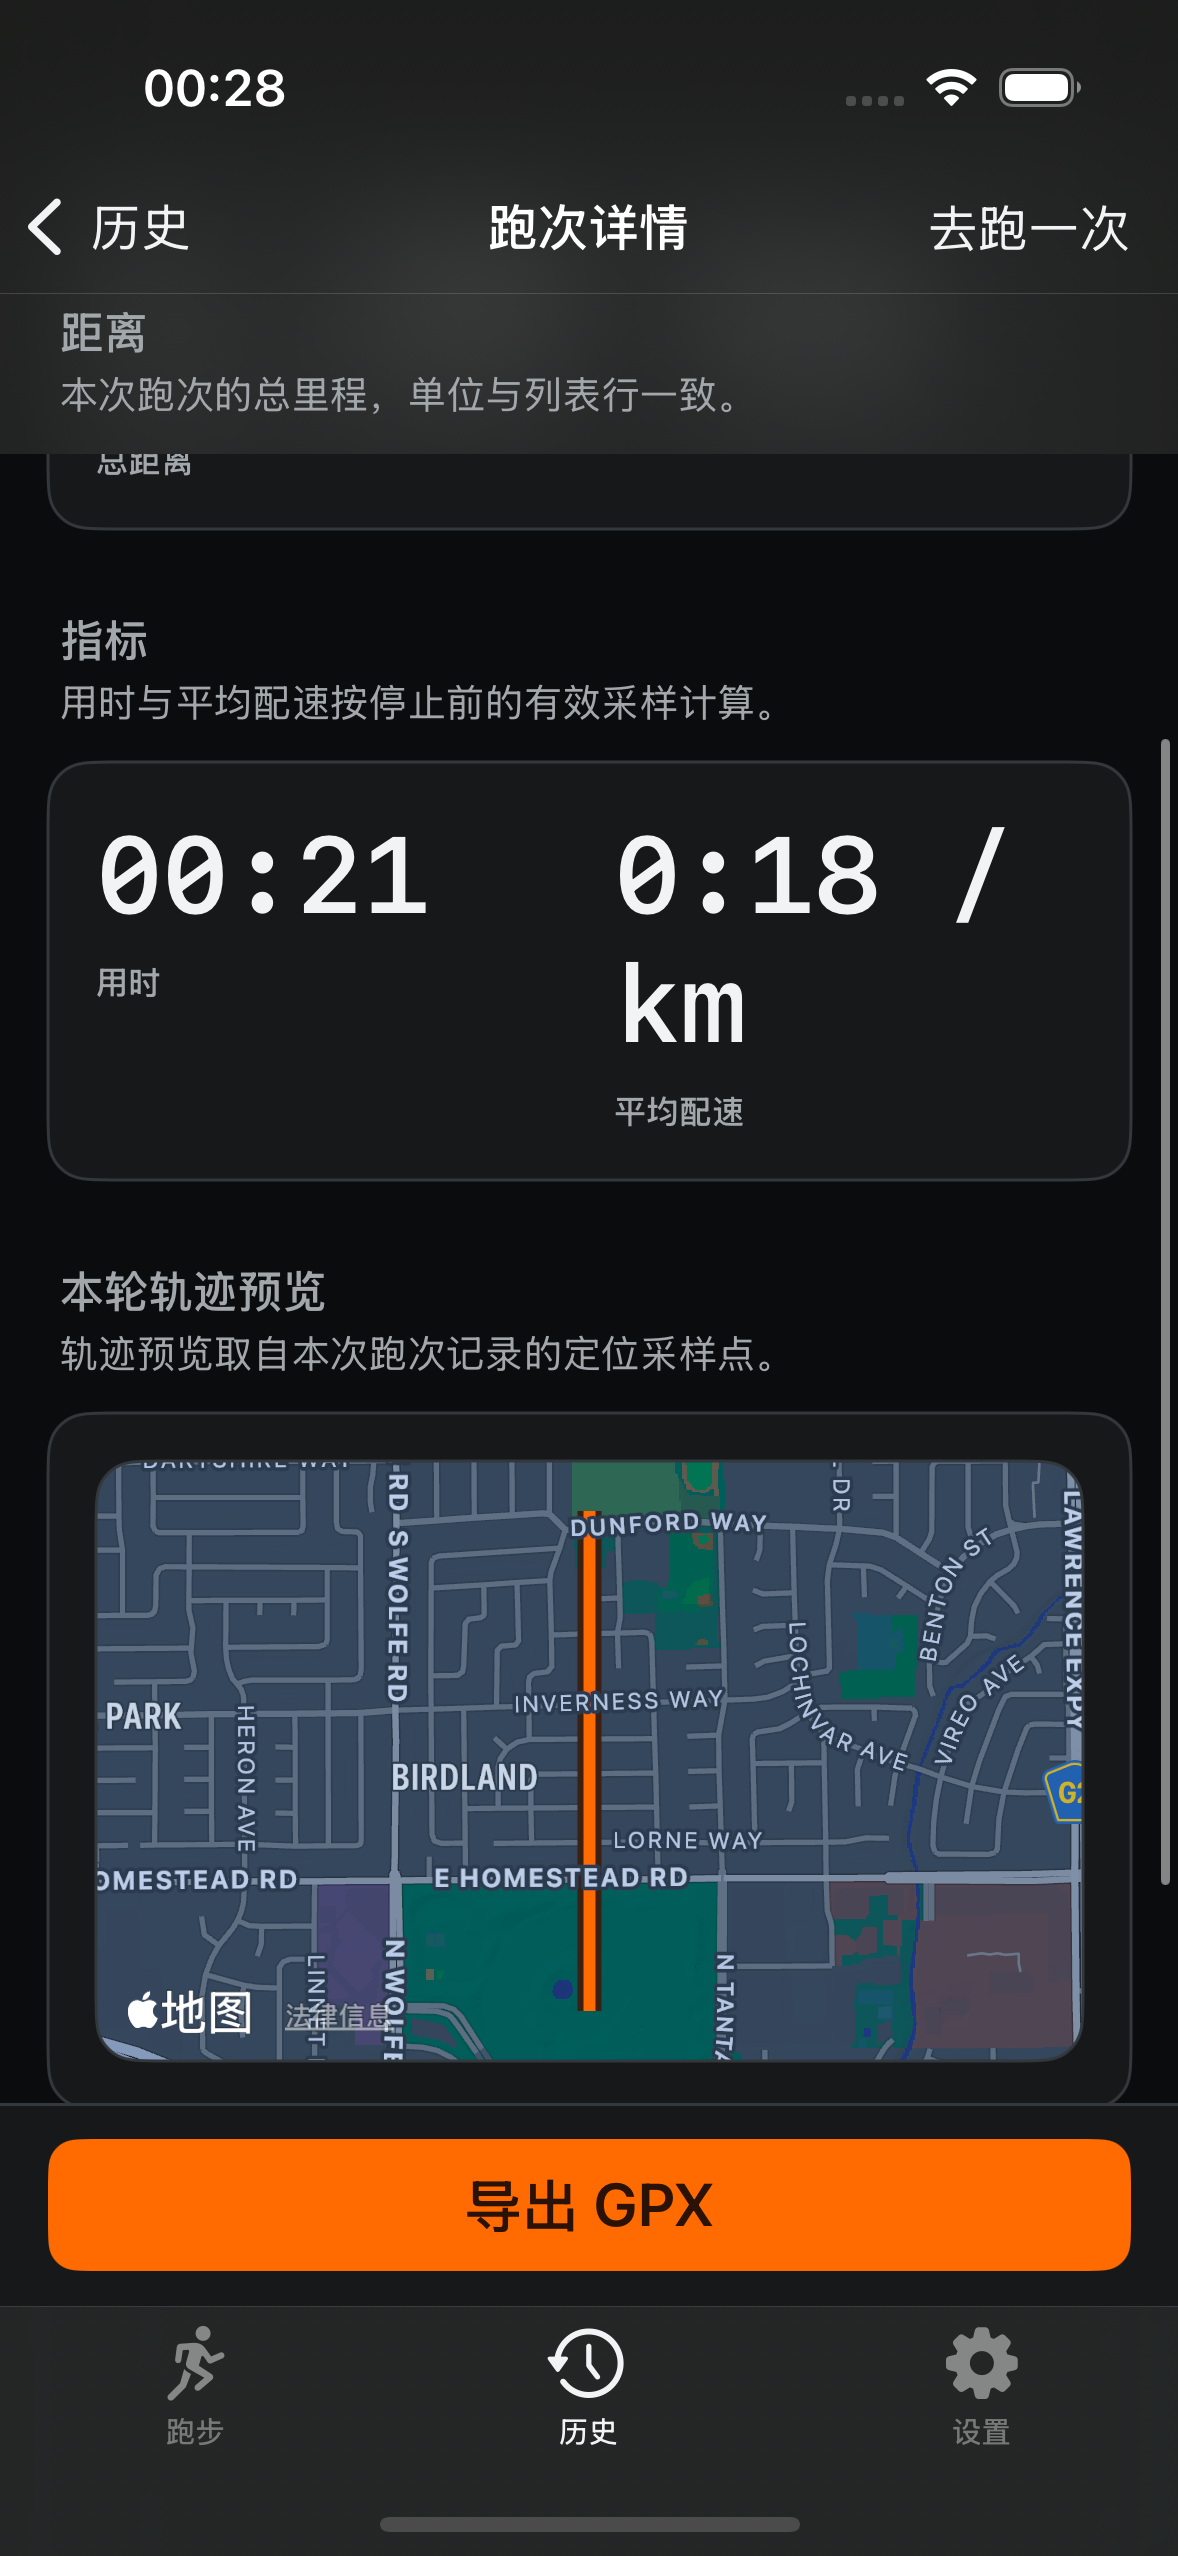 00:28
历史
跑次详情
去跑一次
距离
本次跑次的总里程，单位与列表行一致。
总距离
指标
用时与平均配速按停止前的有效采样计算。
00:21
用时
0:18 /
km
平均配速
本轮轨迹预览
轨迹预览取自本次跑次记录的定位采样点。
RD
S WOLFE RD
DUNFORD WAY
DR
BENTON ST
LAWRENCE EXPY
LOCHINVAR AVE
VIREO AVE
INVERNESS WAY
PARK
HERON AVE
BIRDLAND
LORNE WAY
OMESTEAD RD
E HOMESTEAD RD
N WOLFE
N TANTA
地图
法律信息
导出 GPX
跑步
历史
设置